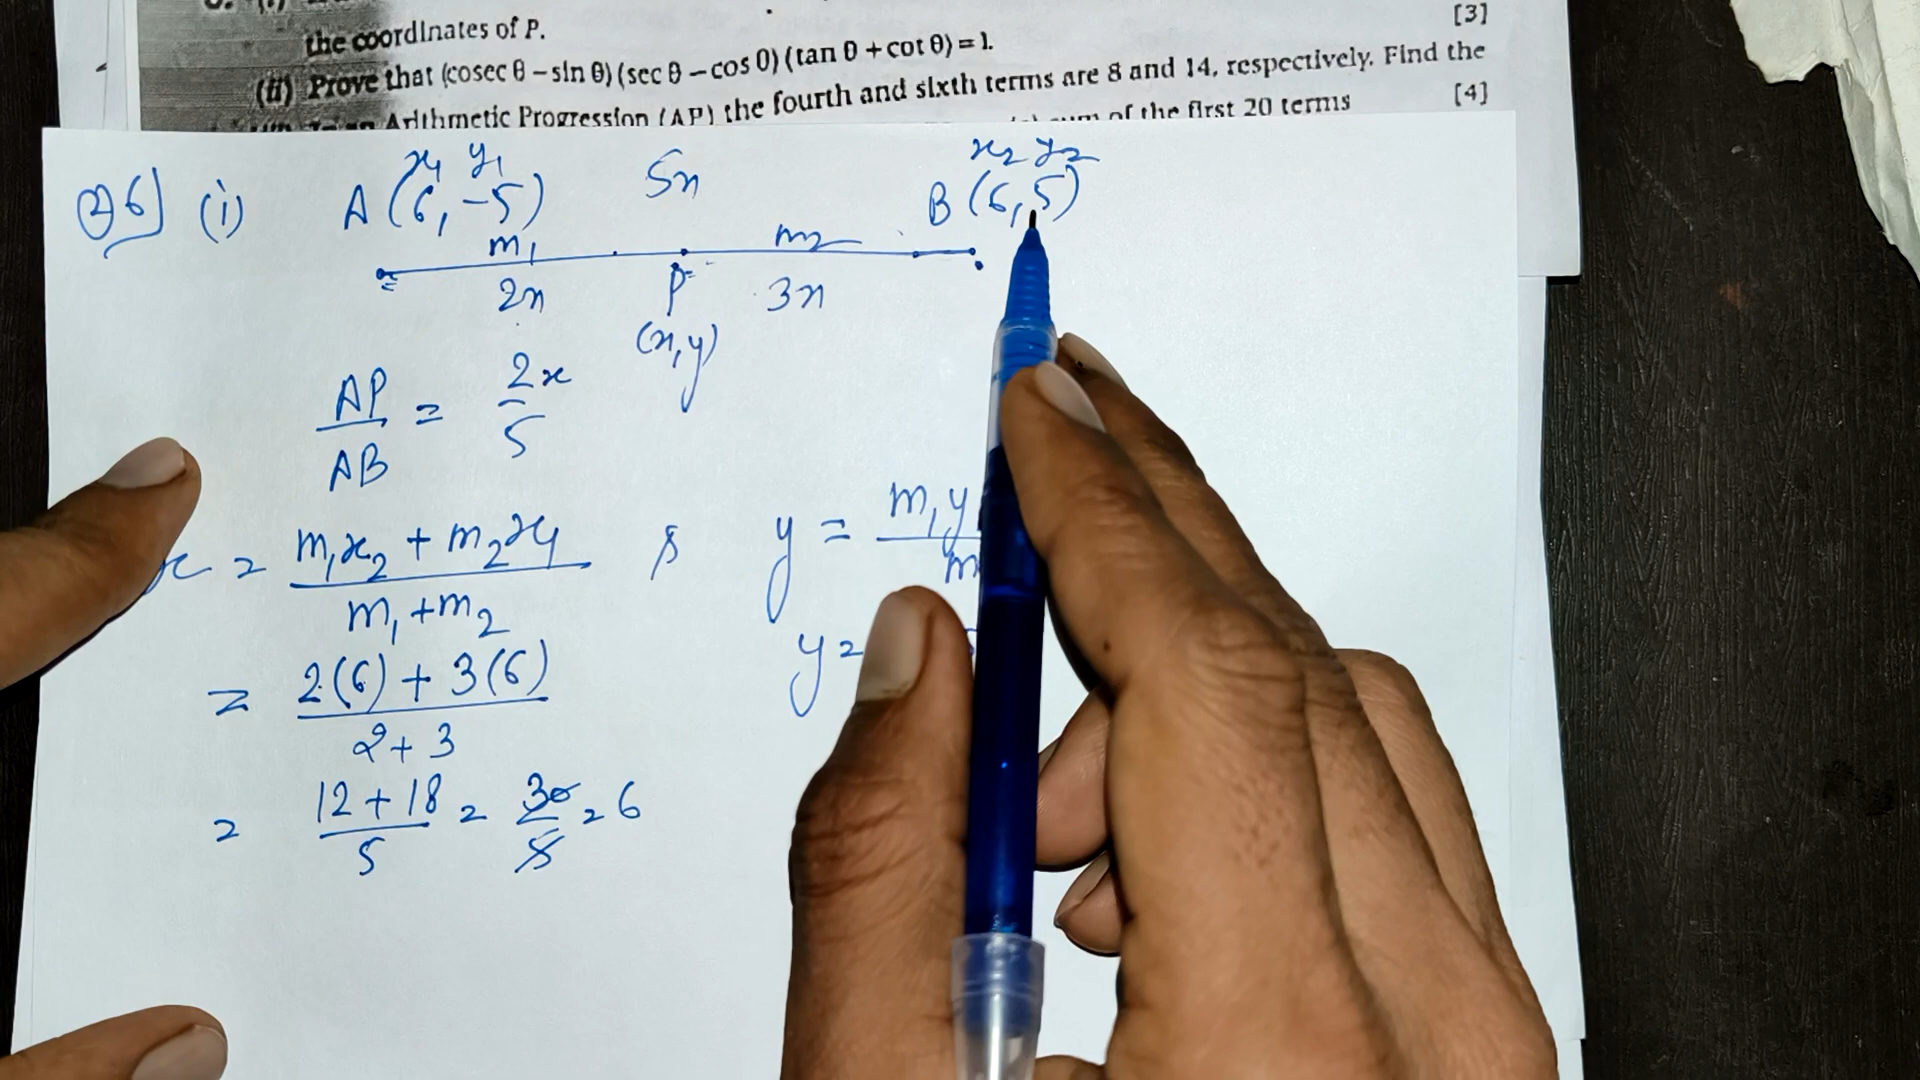 [3]
the coordinates of P.
(ii) Prove that (cosec θ – sin θ) (sec θ – cos θ) (tan θ + cot θ) = 1.
Arithmetic Progression (AP) the fourth and sixth terms are 8 and 14, respectively. Find the
[4]
sum of the first 20 terms
x1 y1
x2 y2
Q6] (i) A (6, -5) 5x B (6, 5)
m1 m2
2x P 3x
(x, y)
AP/AB = 2x/5
x = (m1x2 + m2x1)/(m1 + m2) ; y = m1y
= (2(6) + 3(6))/(2 + 3) y =
= (12 + 18)/5 = 30/5 = 6